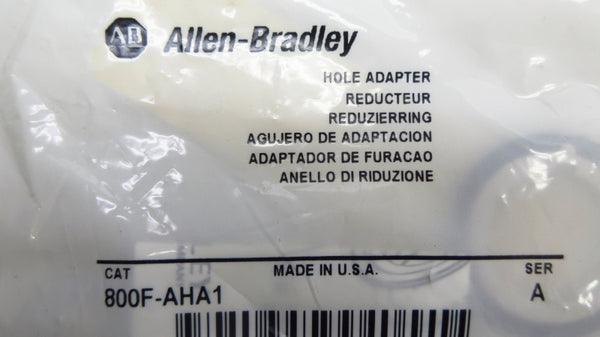 AB Allen-Bradley
HOLE ADAPTER
REDUCTEUR
REDUZIERRING
AGUJERO DE ADAPTACION
ADAPTADOR DE FURACAO
ANELLO DI RIDUZIONE
CAT MADE IN U.S.A. SER
800F-AHA1 A